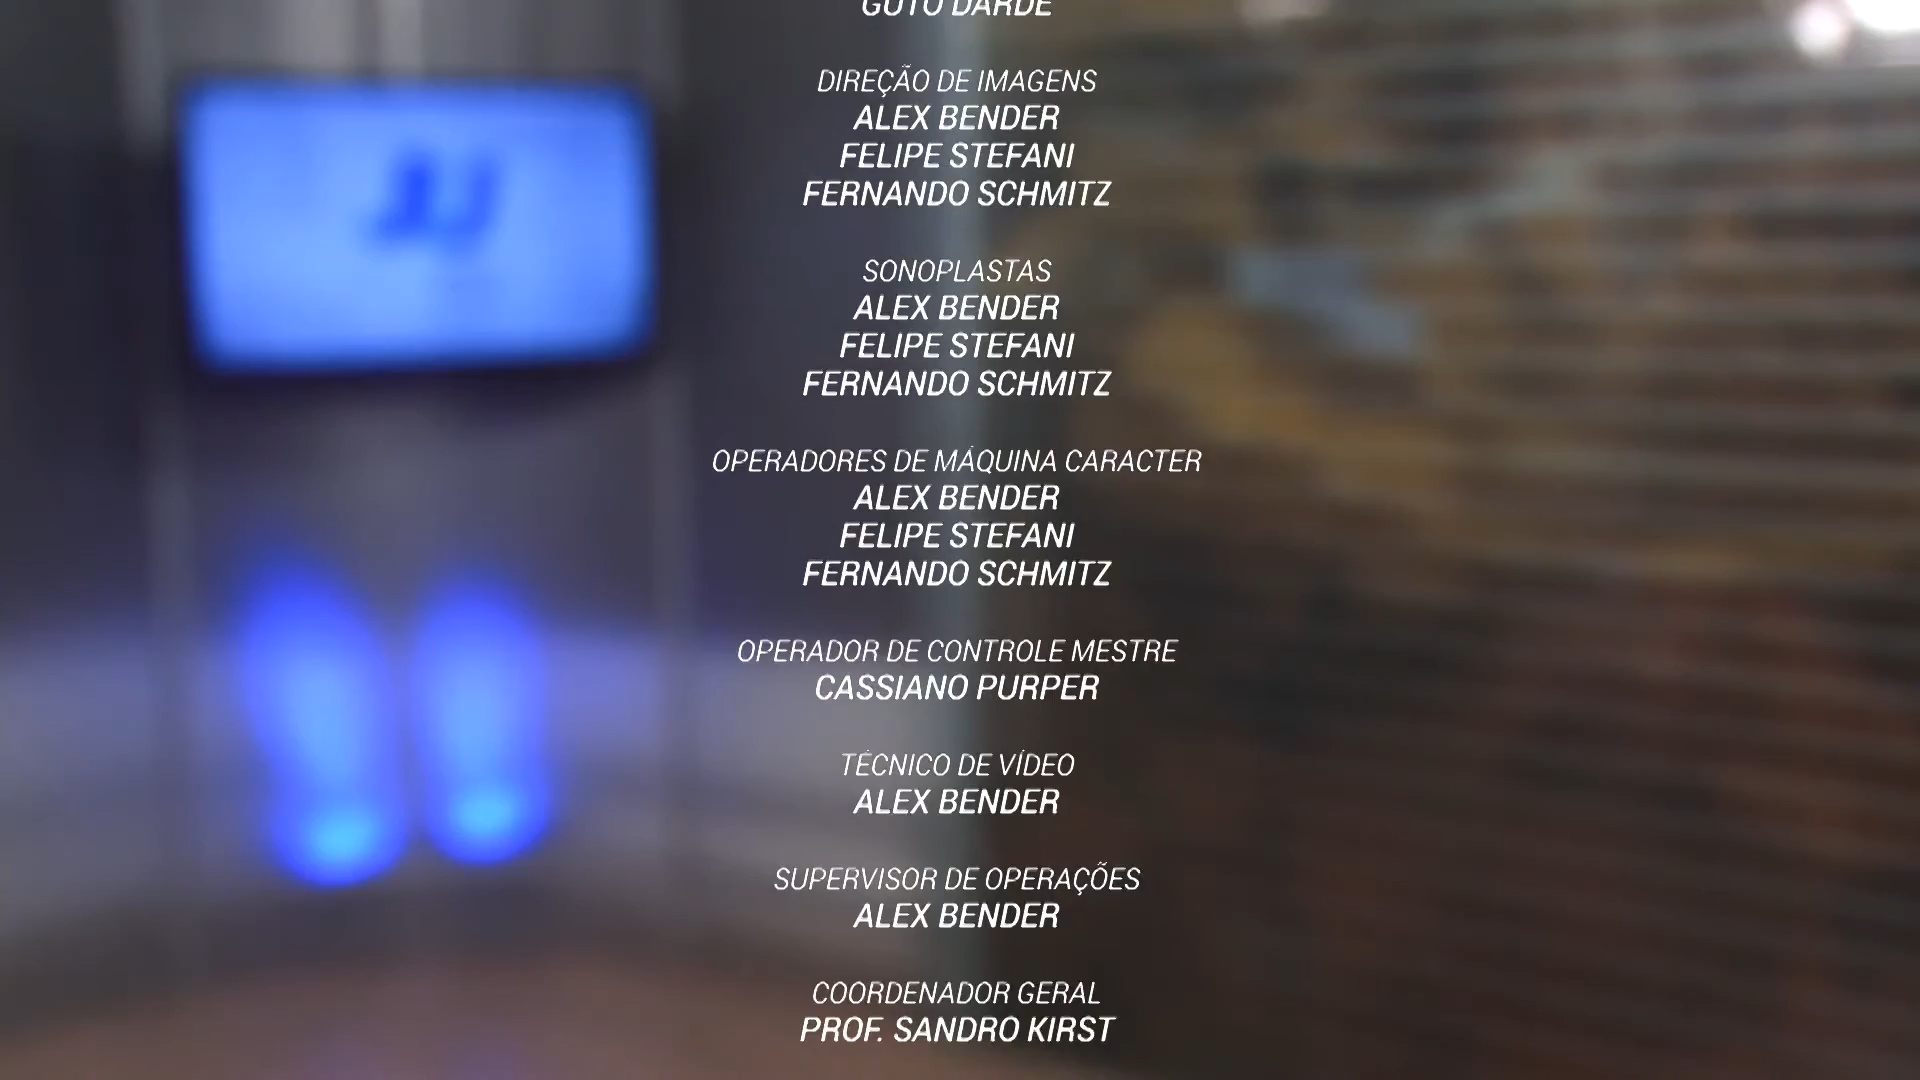 GUTO DARDE
DIREÇÃO DE IMAGENS
ALEX BENDER
FELIPE STEFANI
FERNANDO SCHMITZ
SONOPLASTAS
ALEX BENDER
FELIPE STEFANI
FERNANDO SCHMITZ
OPERADORES DE MÁQUINA CARACTER
ALEX BENDER
FELIPE STEFANI
FERNANDO SCHMITZ
OPERADOR DE CONTROLE MESTRE
CASSIANO PURPER
TÉCNICO DE VÍDEO
ALEX BENDER
SUPERVISOR DE OPERAÇÕES
ALEX BENDER
COORDENADOR GERAL
PROF. SANDRO KIRST